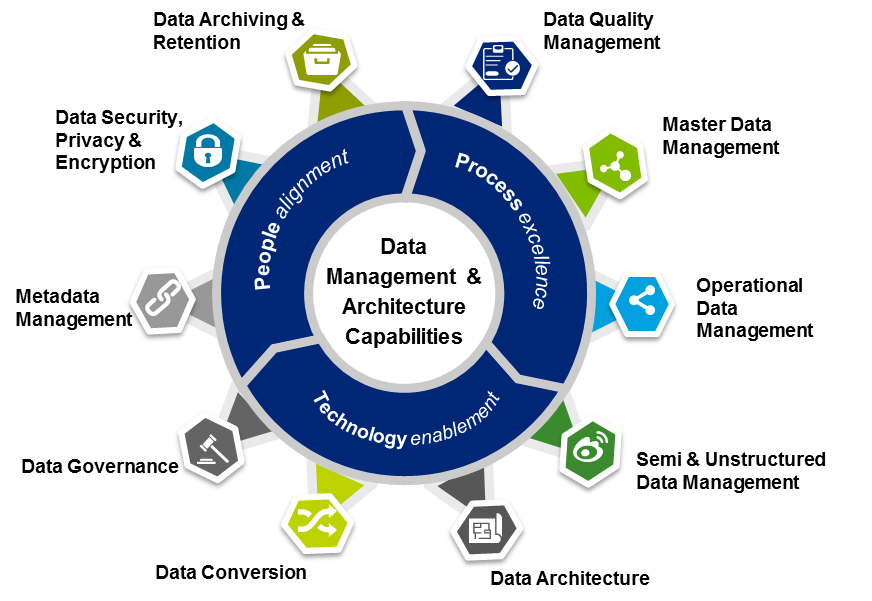 Data Archiving &
Retention
Data Quality
Management
Data Security,
Privacy &
Encryption
Master Data
Management
People alignment
Process excellence
Data
Management &
Architecture
Capabilities
Metadata
Management
Operational
Data
Management
Technology enablement
Data Governance
Semi & Unstructured
Data Management
Data Conversion
Data Architecture